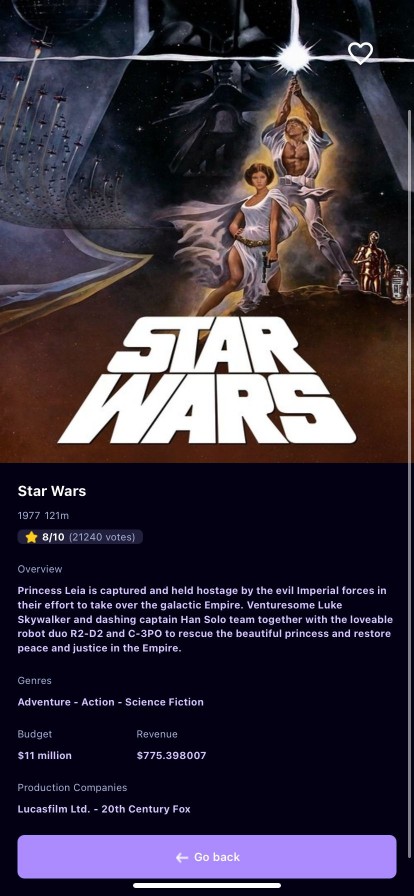 STAR
WARS
Star Wars
1977 121m
8/10 (21240 votes)
Overview
Princess Leia is captured and held hostage by the evil Imperial forces in
their effort to take over the galactic Empire. Venturesome Luke
Skywalker and dashing captain Han Solo team together with the loveable
robot duo R2-D2 and C-3PO to rescue the beautiful princess and restore
peace and justice in the Empire.
Genres
Adventure - Action - Science Fiction
Budget Revenue
$11 million $775.398007
Production Companies
Lucasfilm Ltd. - 20th Century Fox
Go back